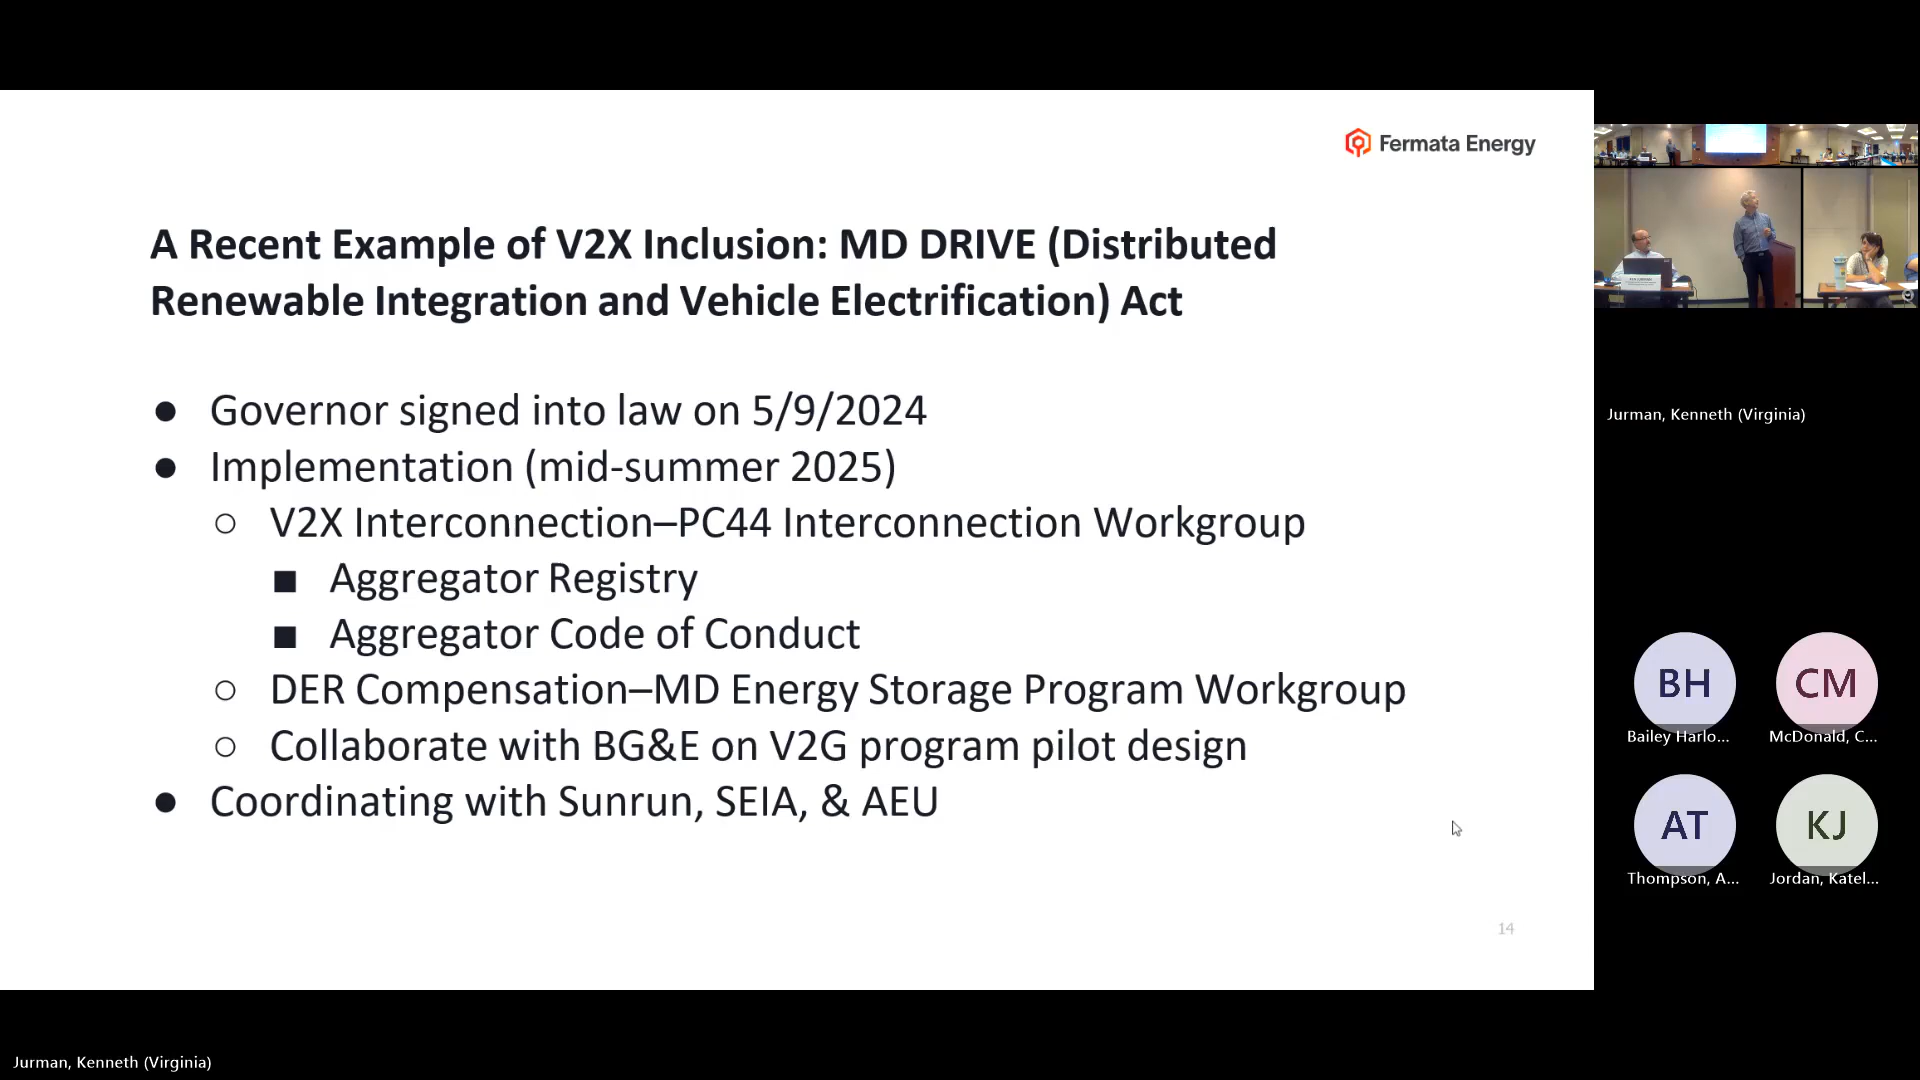 Fermata Energy
A Recent Example of V2X Inclusion: MD DRIVE (Distributed
Renewable Integration and Vehicle Electrification) Act
● Governor signed into law on 5/9/2024
● Implementation (mid-summer 2025)
○ V2X Interconnection–PC44 Interconnection Workgroup
■ Aggregator Registry
■ Aggregator Code of Conduct
○ DER Compensation–MD Energy Storage Program Workgroup
○ Collaborate with BG&E on V2G program pilot design
● Coordinating with Sunrun, SEIA, & AEU
14
Jurman, Kenneth (Virginia)
BH
Bailey Harlo...
CM
McDonald, C...
AT
Thompson, A...
KJ
Jordan, Katel...
Jurman, Kenneth (Virginia)